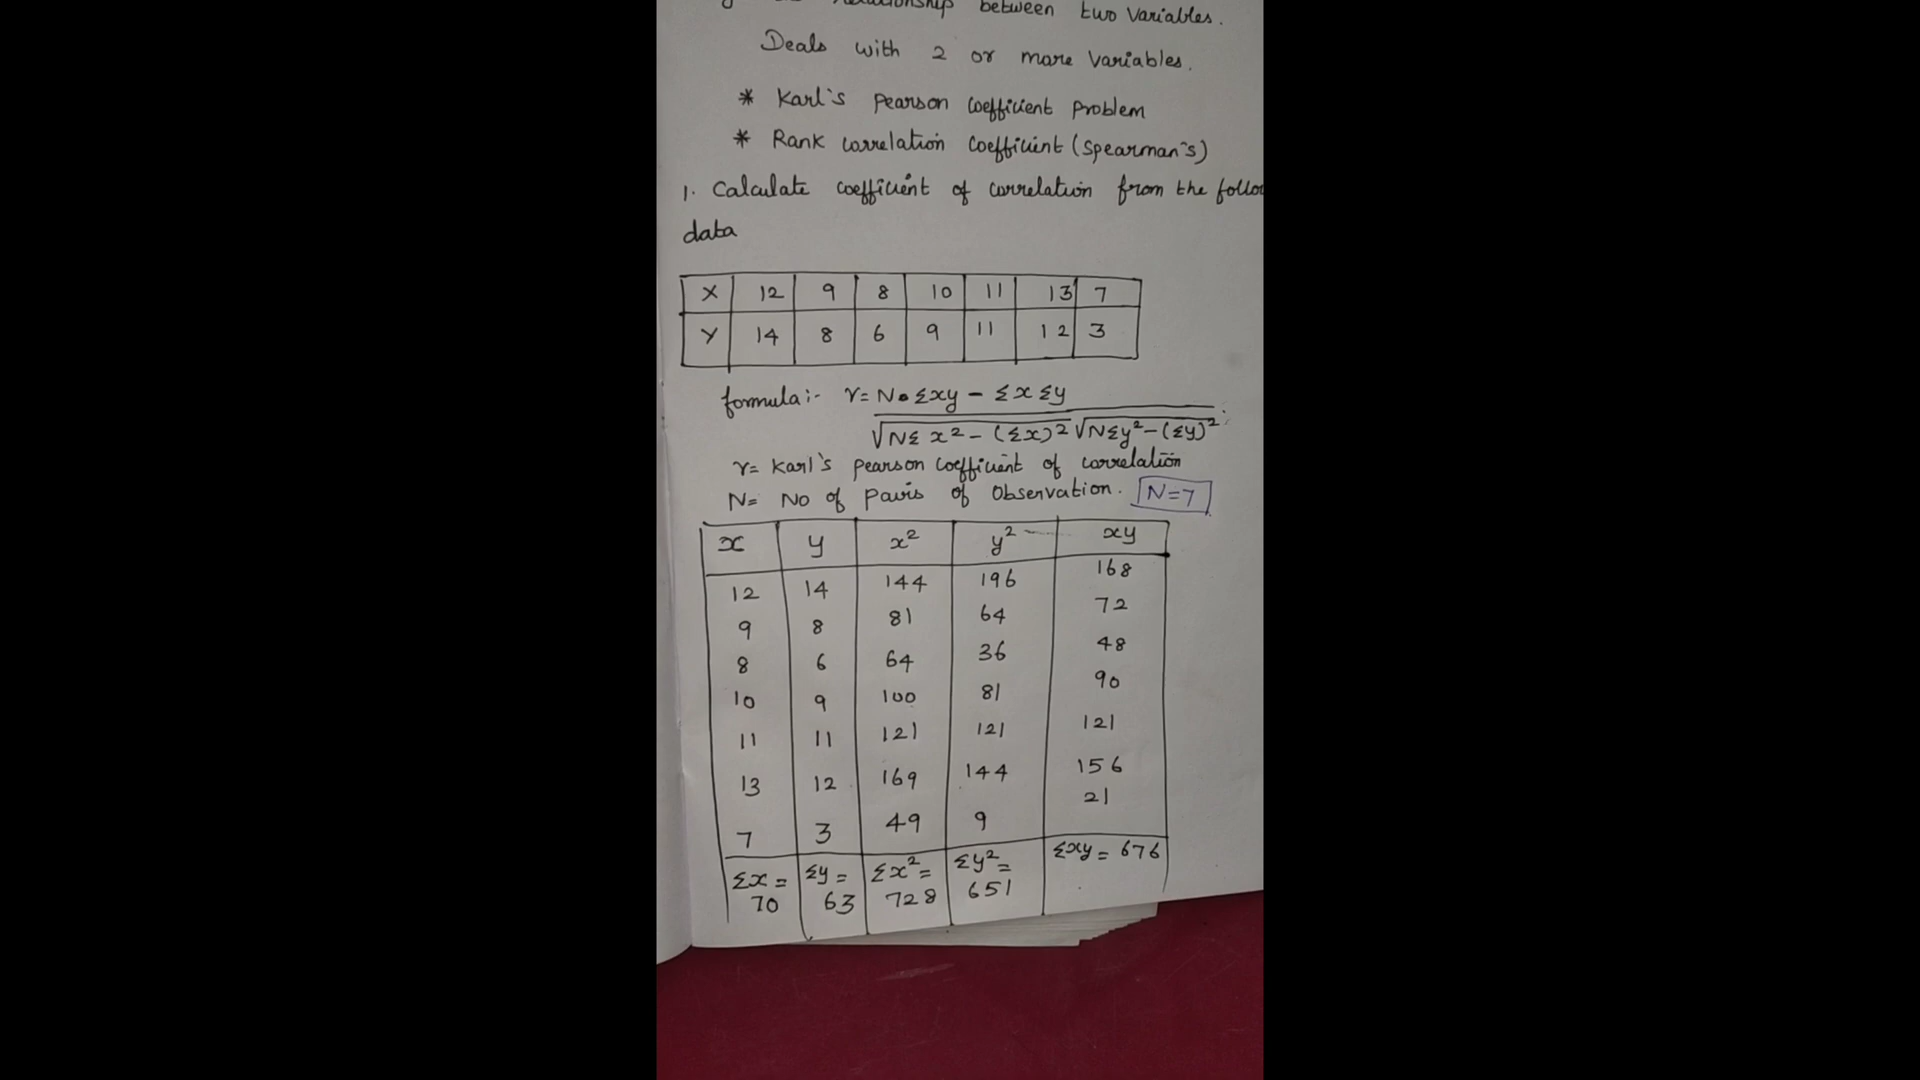 relationship between two variables.
Deals with 2 or more variables.
* Karl's pearson coefficient problem
* Rank correlation coefficient (Spearman's)
1. Calculate coefficient of correlation from the follo
data
X 12 9 8 10 11 13 7
Y 14 8 6 9 11 12 3
formula:- r= N. Σxy - Σx Σy
√NΣ x² - (Σx)² √NΣy² - (Σy)²
r= Karl's pearson coefficient of correlation
N= No of pairs of observation. N=7
x y x² y² xy
12 14 144 196 168
9 8 81 64 72
8 6 64 36 48
10 9 100 81 90
11 11 121 121 121
13 12 169 144 156
7 3 49 9 21
Σx = 70 Σy = 63 Σx² = 728 Σy² = 651 Σxy = 676